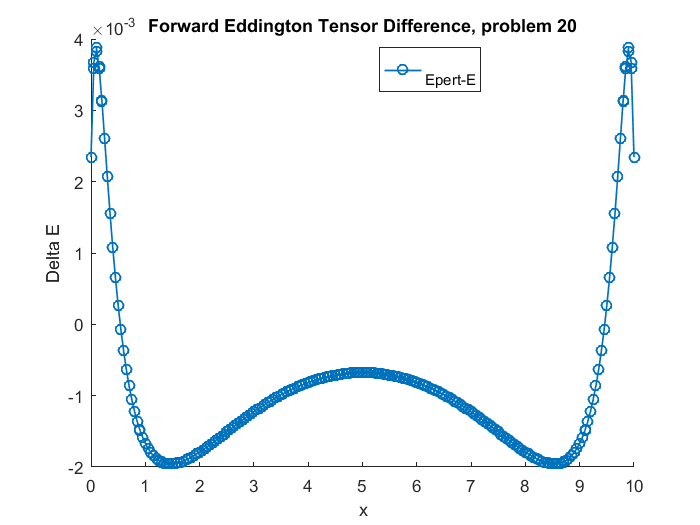 Forward Eddington Tensor Difference, problem 20
×10⁻³
Epert-E
4
3
2
1
0
-1
-2
Delta E
0 1 2 3 4 5 6 7 8 9 10
x